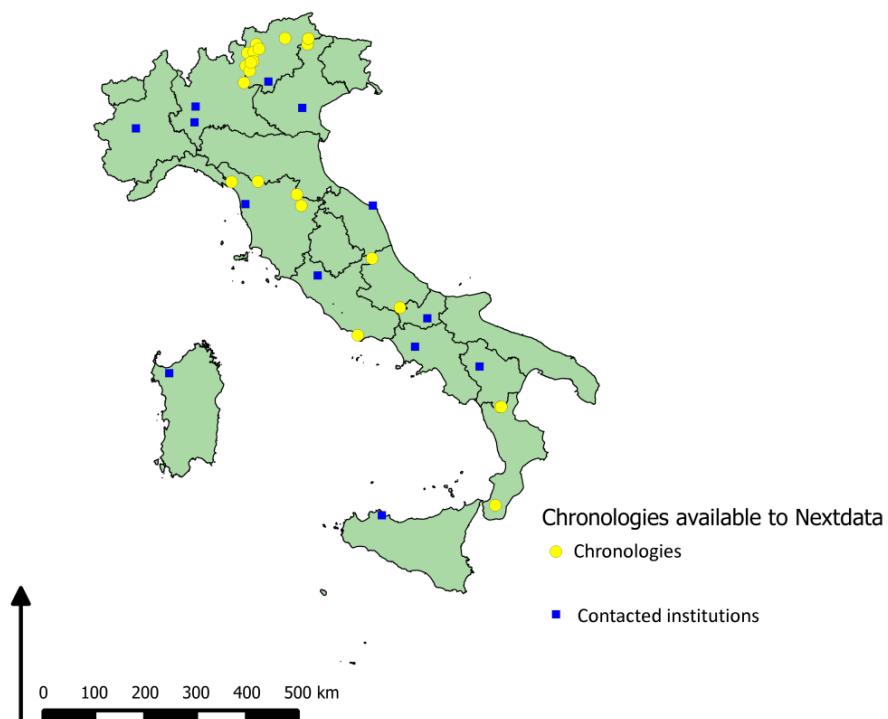 Chronologies available to Nextdata
Chronologies
Contacted institutions
0 100 200 300 400 500 km